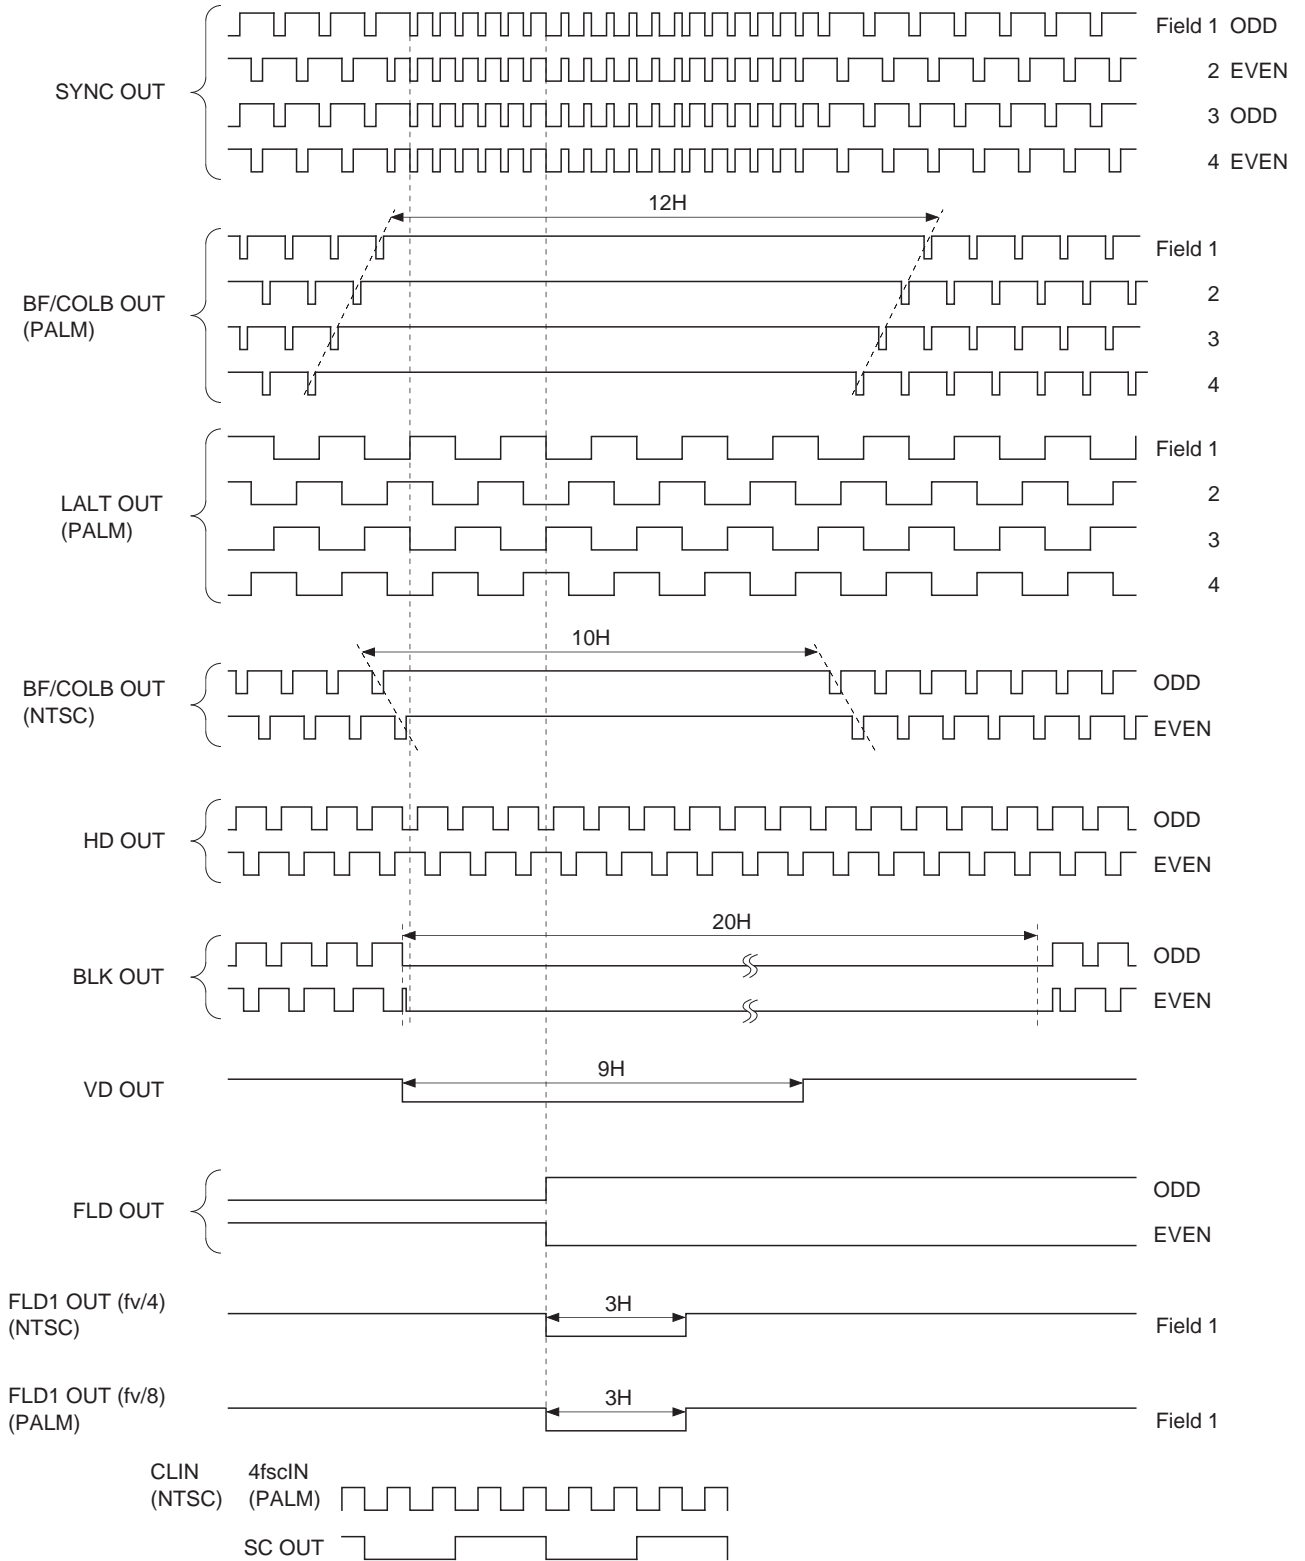 Field 1 ODD
2 EVEN
SYNC OUT
3 ODD
4 EVEN
12H
Field 1
2
BF/COLB OUT
(PALM)
3
4
Field 1
2
LALT OUT
(PALM)
3
4
10H
BF/COLB OUT
(NTSC)
ODD
EVEN
HD OUT
ODD
EVEN
20H
BLK OUT
ODD
EVEN
9H
VD OUT
FLD OUT
ODD
EVEN
FLD1 OUT (fv/4)
(NTSC)
3H
Field 1
FLD1 OUT (fv/8)
(PALM)
3H
Field 1
CLIN 4fscIN
(NTSC) (PALM)
SC OUT